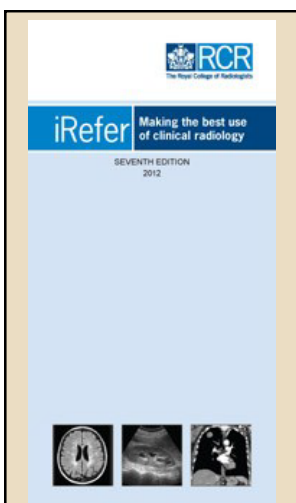 RCR
The Royal College of Radiologists
iRefer
Making the best use
of clinical radiology
SEVENTH EDITION
2012